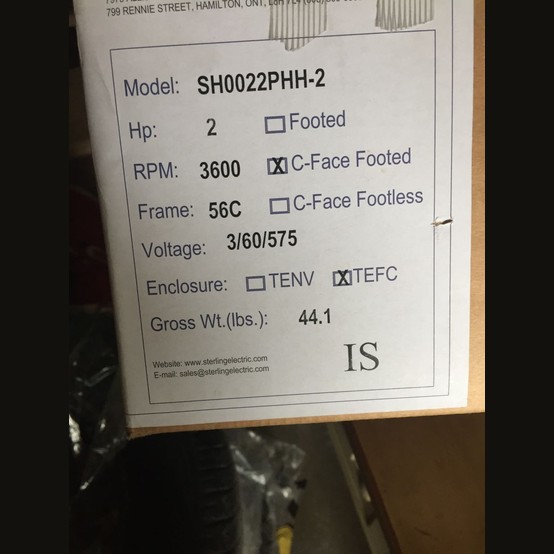 799 RENNIE STREET, HAMILTON, ONT,
Model: SH0022PHH-2
Hp: 2 Footed
RPM: 3600 X C-Face Footed
Frame: 56C C-Face Footless
Voltage: 3/60/575
Enclosure: TENV X TEFC
Gross Wt.(lbs.): 44.1
Website: www.sterlingelectric.com
E-mail: sales@sterlingelectric.com
IS